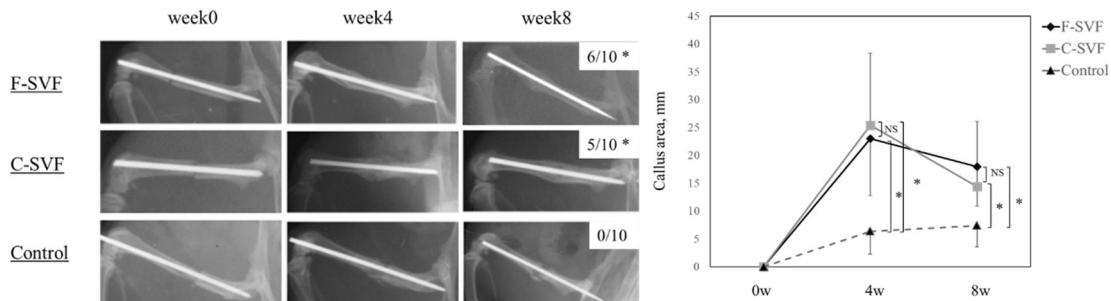 week0 week4 week8
F-SVF
6/10 *
C-SVF
5/10 *
Control
0/10
Callus area, mm
45
40
35
30
25
20
15
10
5
0
0w 4w 8w
F-SVF
C-SVF
Control
NS
*
*
NS
*
*